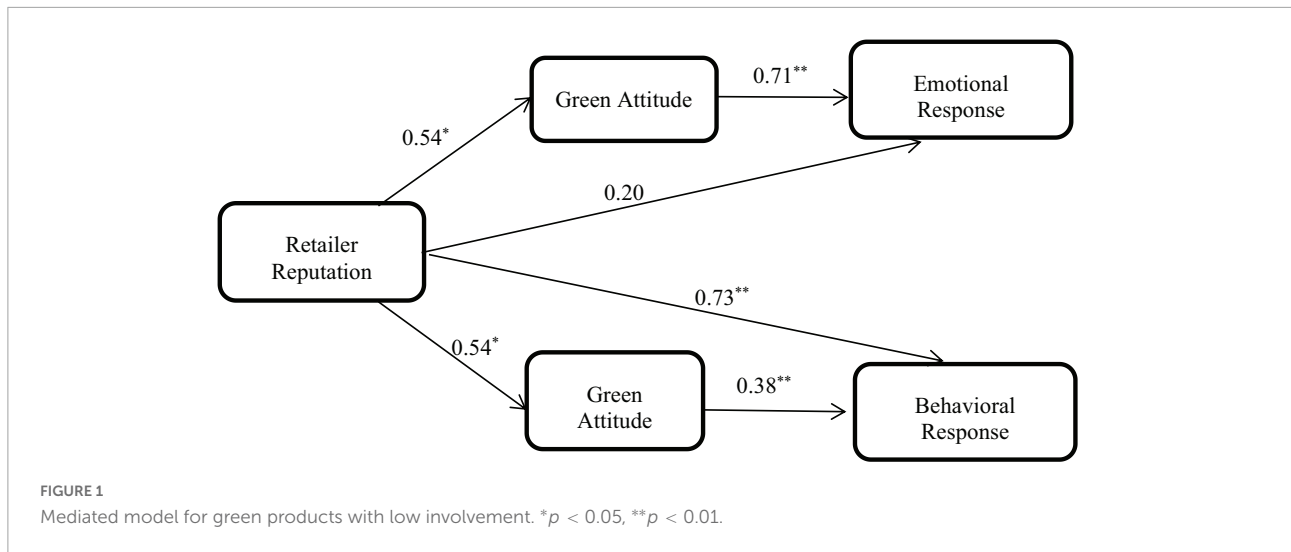 0.71**
Emotional
Response
Green Attitude
0.54*
0.20
Retailer
Reputation
0.73**
0.54*
0.38**
Green
Attitude
Behavioral
Response
FIGURE 1
Mediated model for green products with low involvement. *p < 0.05, **p < 0.01.